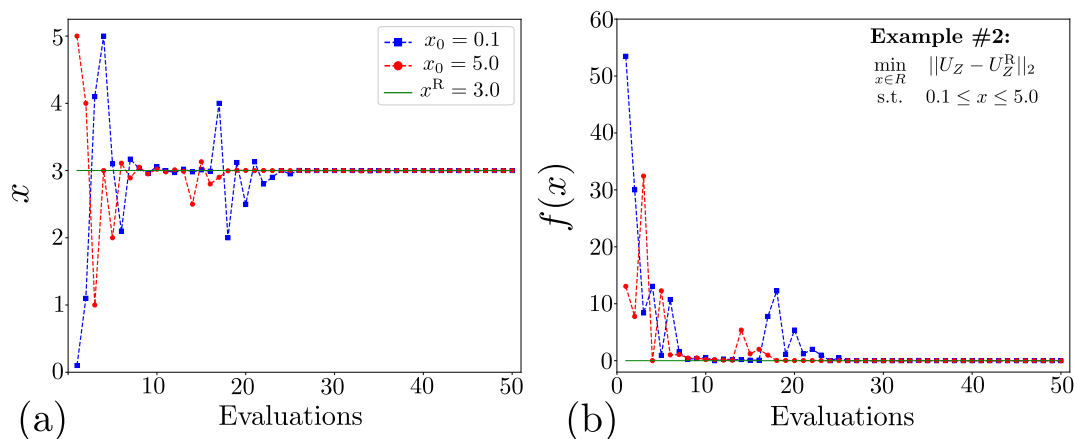 5
4
3
2
1
0
10
20
30
40
50
x
Evaluations
(a)
x₀ = 0.1
x₀ = 5.0
xᴿ = 3.0
60
50
40
30
20
10
0
0
10
20
30
40
50
f(x)
Evaluations
(b)
Example #2:
min ||U_Z − U_Z^R||₂
x∈R
s.t. 0.1 ≤ x ≤ 5.0